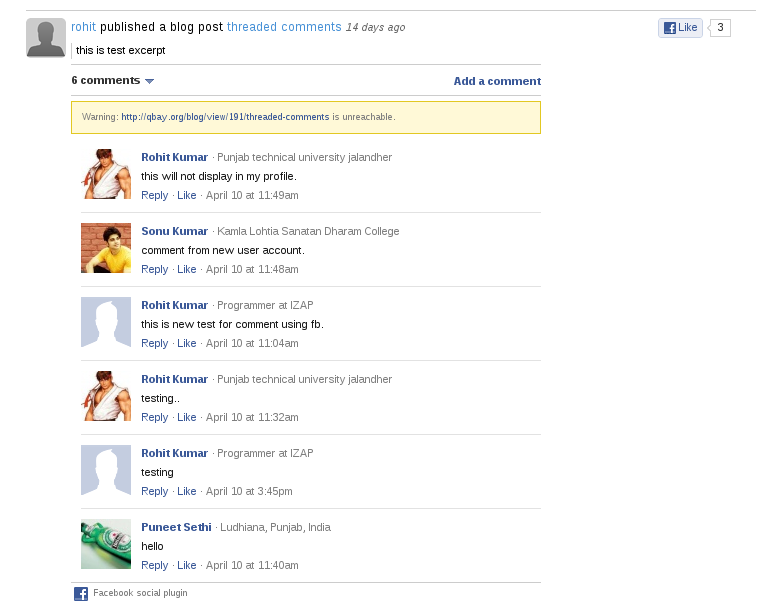 rohit published a blog post threaded comments 14 days ago
Like 3
this is test excerpt
6 comments
Add a comment
Warning: http://qbay.org/blog/view/191/threaded-comments is unreachable.
Rohit Kumar · Punjab technical university jalandher
this will not display in my profile.
Reply · Like · April 10 at 11:49am
Sonu Kumar · Kamla Lohtia Sanatan Dharam College
comment from new user account.
Reply · Like · April 10 at 11:48am
Rohit Kumar · Programmer at IZAP
this is new test for comment using fb.
Reply · Like · April 10 at 11:04am
Rohit Kumar · Punjab technical university jalandher
testing..
Reply · Like · April 10 at 11:32am
Rohit Kumar · Programmer at IZAP
testing
Reply · Like · April 10 at 3:45pm
Puneet Sethi · Ludhiana, Punjab, India
hello
Reply · Like · April 10 at 11:40am
Facebook social plugin